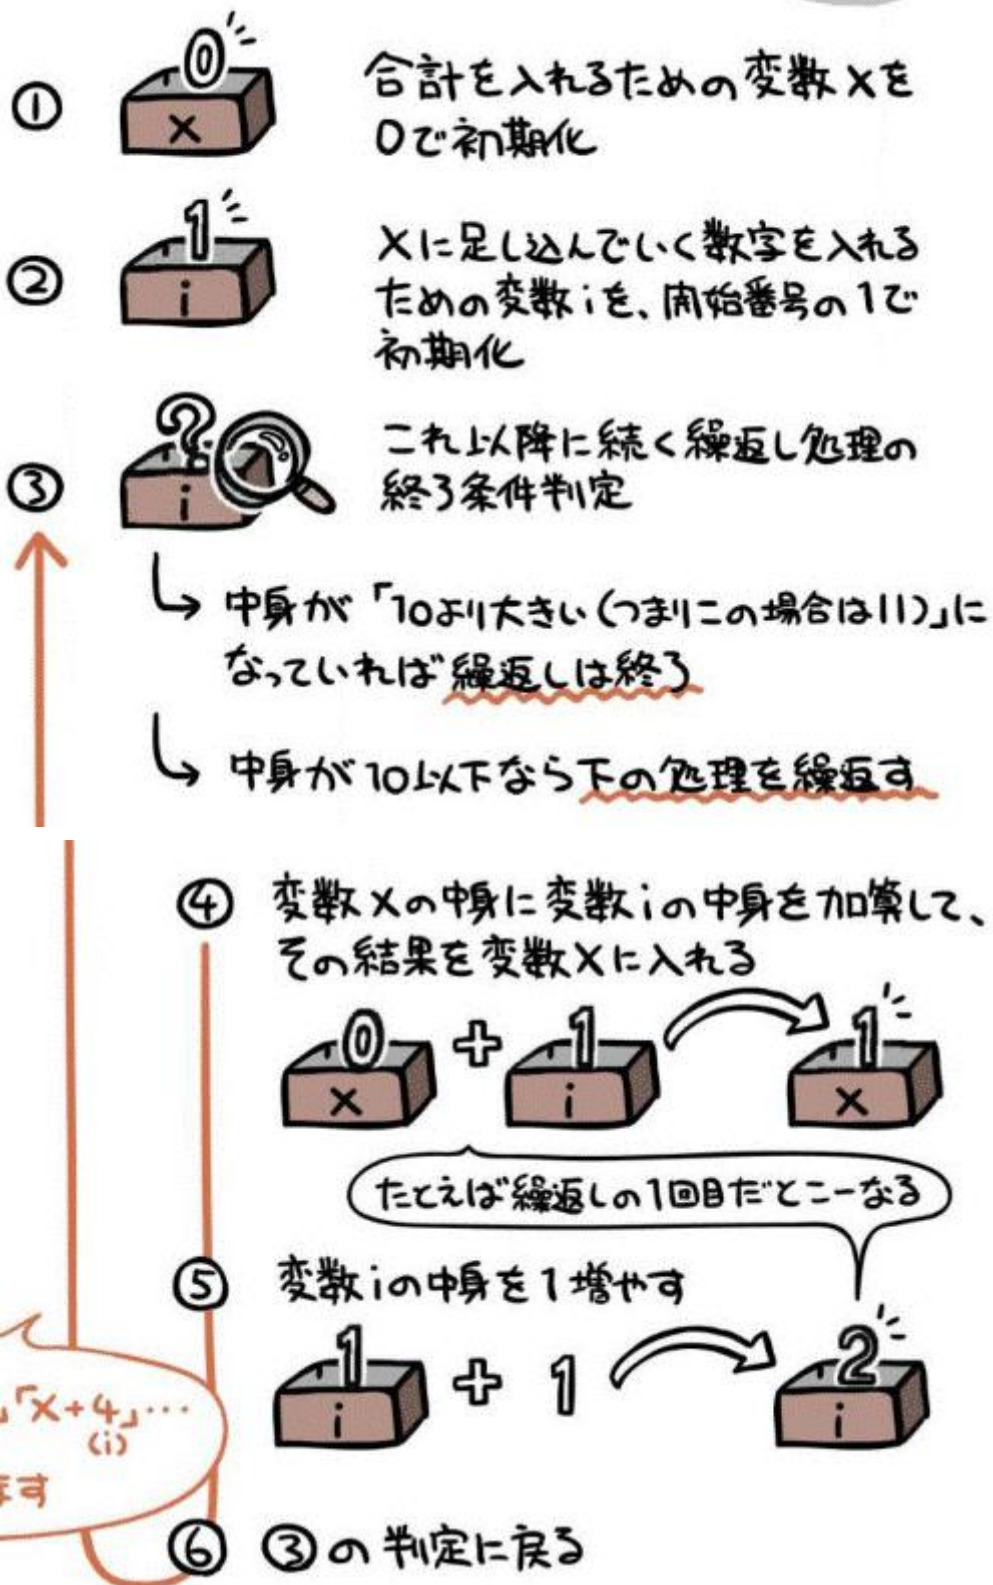 ① 0 x 合計を入れるための変数xを
0で初期化
② 1 i xに足し込んでいく数字を入れる
ための変数iを、開始番号の1で
初期化
③ ? i これ以降に続く繰返し処理の
終了条件判定
中身が「10より大きい(つまりこの場合は11)」に
なっていれば繰返しは終了
中身が10以下なら下の処理を繰返す
④ 変数xの中身に変数iの中身を加算して、
その結果を変数xに入れる
0 + 1 1
x i x
たとえば繰返しの1回目だとこーなる
⑤ 変数iの中身を1増やす
1 + 1 2
i i
」「x+4」…
(i)
ます
⑥ ③の判定に戻る